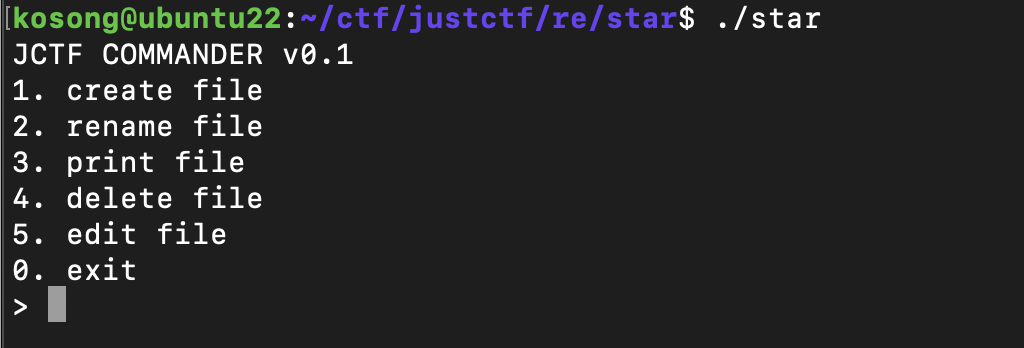 kosong@ubuntu22:~/ctf/justctf/re/star$ ./star
JCTF COMMANDER v0.1
1. create file
2. rename file
3. print file
4. delete file
5. edit file
0. exit
>